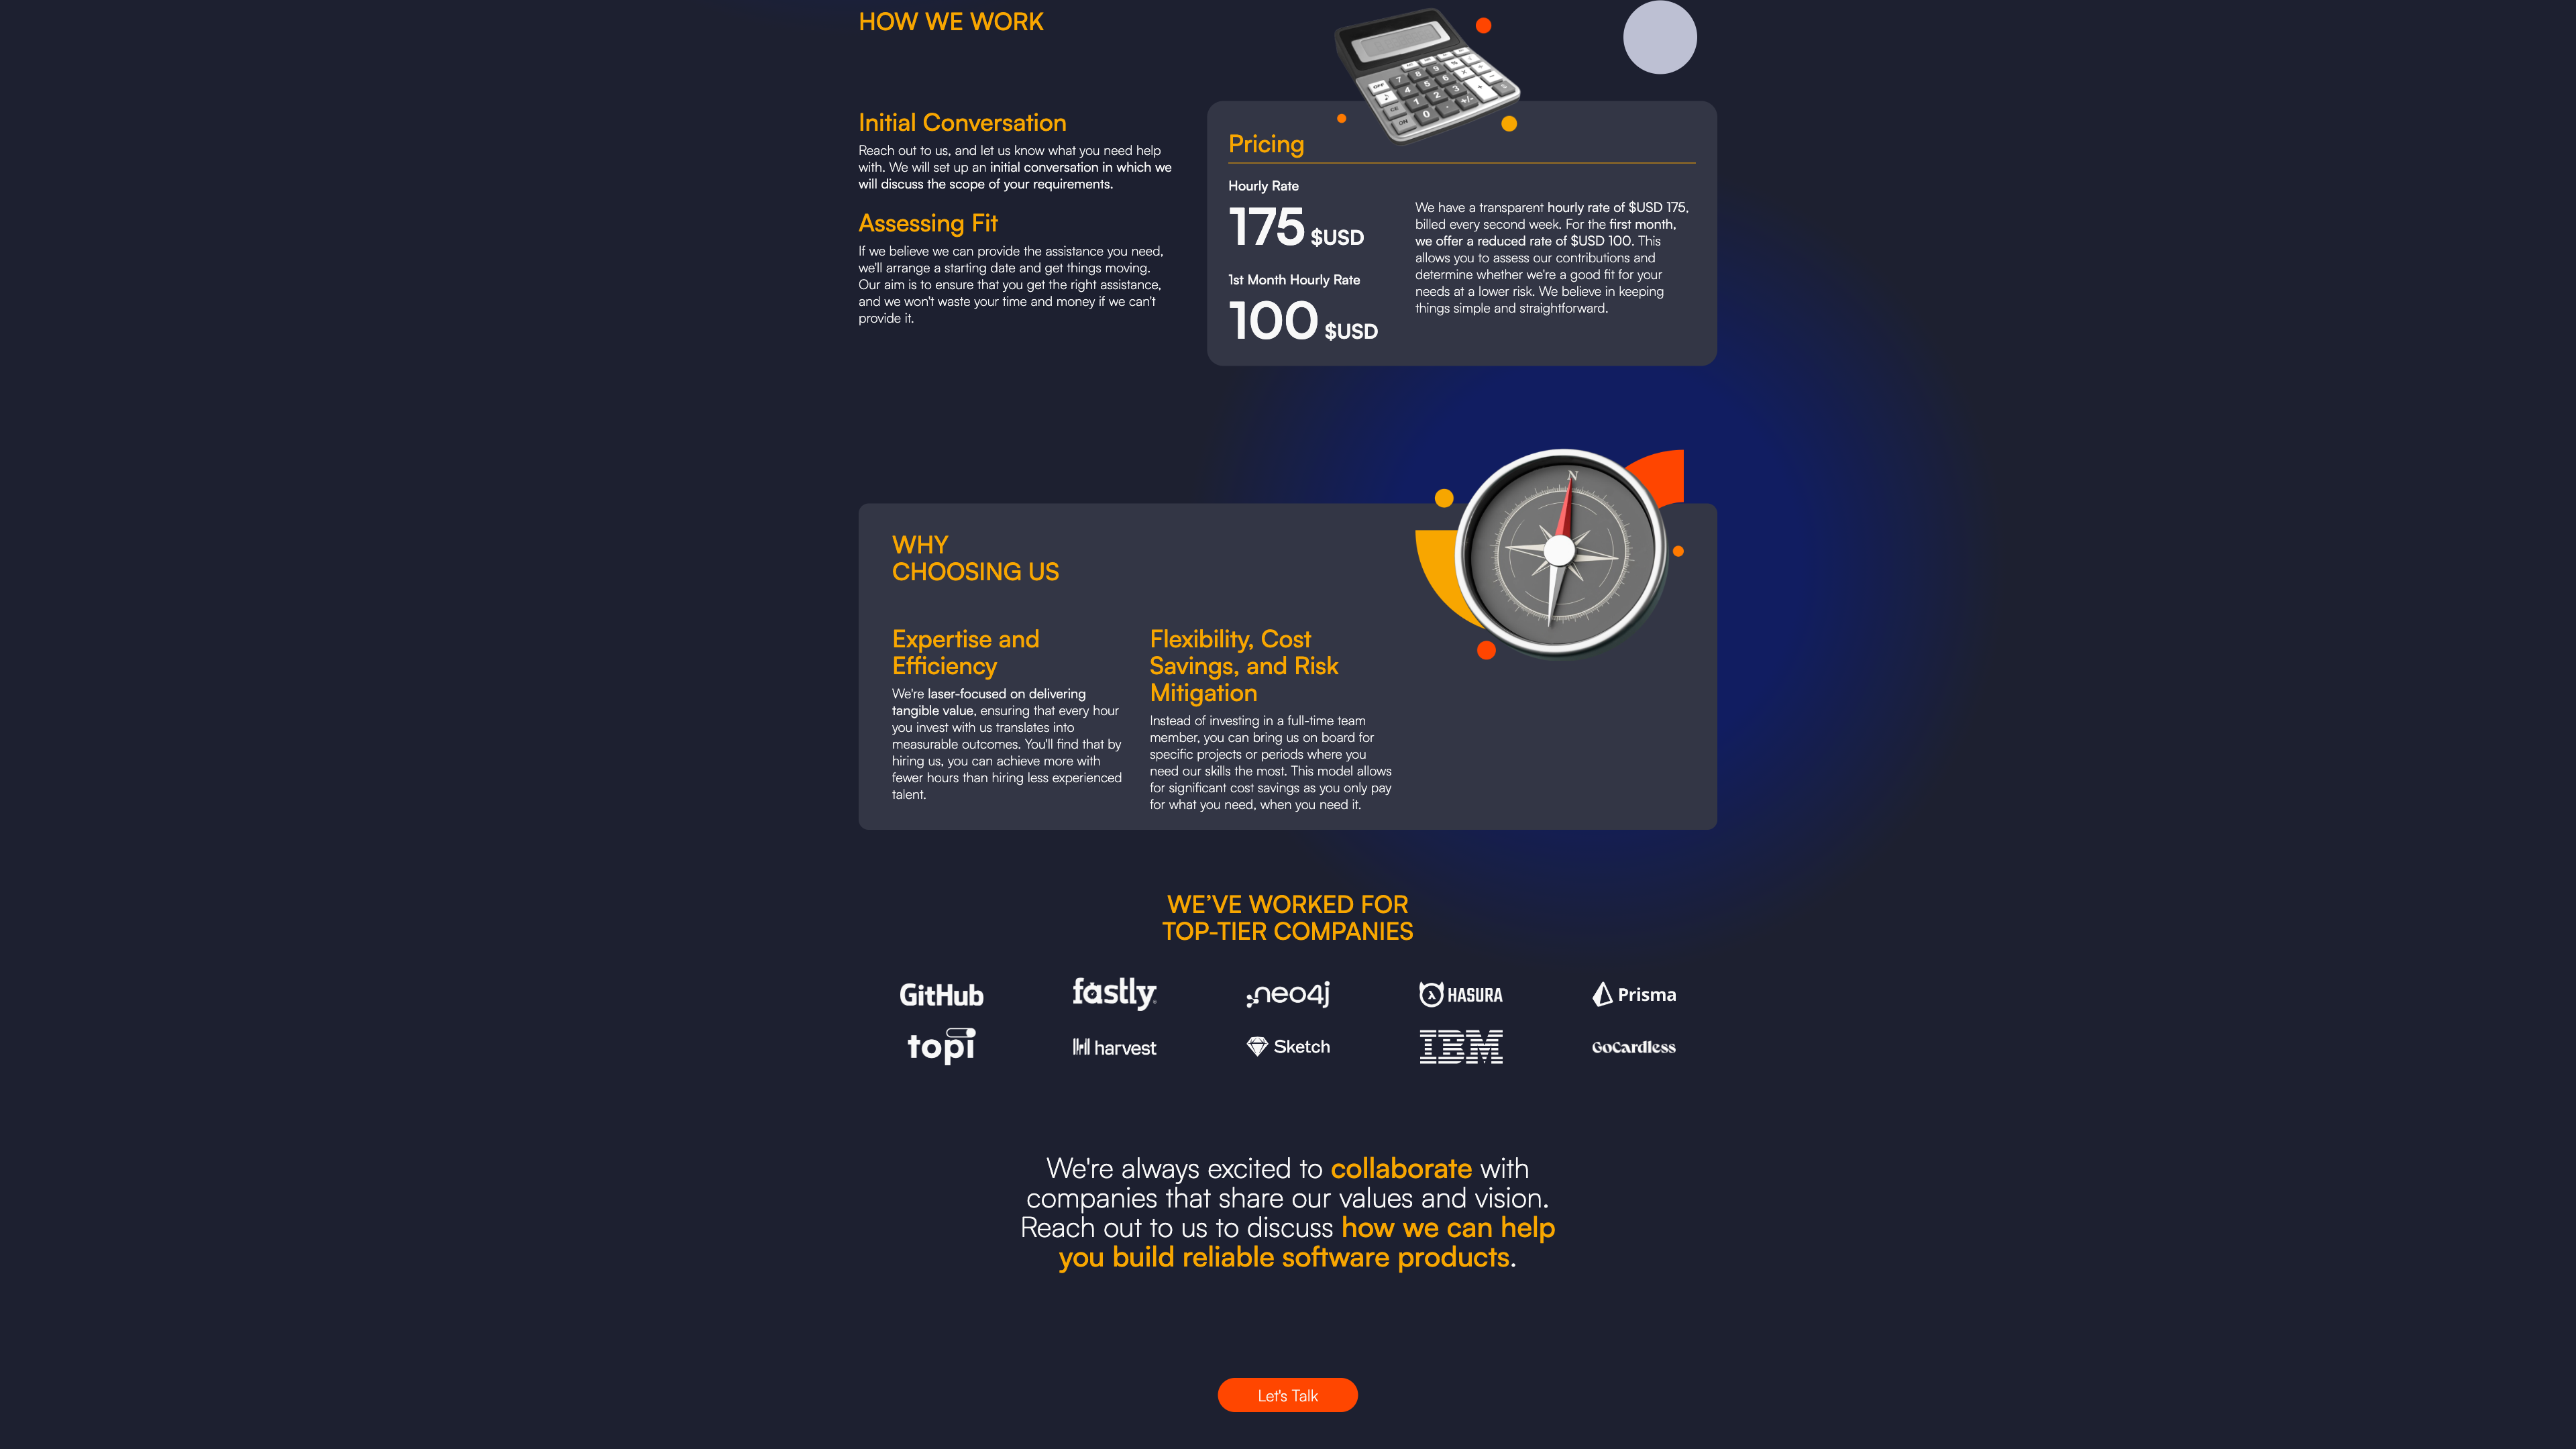 HOW WE WORK
Initial Conversation
Reach out to us, and let us know what you need help
with. We will set up an initial conversation in which we
will discuss the scope of your requirements.
Assessing Fit
If we believe we can provide the assistance you need,
we'll arrange a starting date and get things moving.
Our aim is to ensure that you get the right assistance,
and we won't waste your time and money if we can't
provide it.
Pricing
Hourly Rate
175 $USD
1st Month Hourly Rate
100 $USD
We have a transparent hourly rate of $USD 175,
billed every second week. For the first month,
we offer a reduced rate of $USD 100. This
allows you to assess our contributions and
determine whether we're a good fit for your
needs at a lower risk. We believe in keeping
things simple and straightforward.
N
WHY
CHOOSING US
Expertise and
Efficiency
We're laser-focused on delivering
tangible value, ensuring that every hour
you invest with us translates into
measurable outcomes. You'll find that by
hiring us, you can achieve more with
fewer hours than hiring less experienced
talent.
Flexibility, Cost
Savings, and Risk
Mitigation
Instead of investing in a full-time team
member, you can bring us on board for
specific projects or periods where you
need our skills the most. This model allows
for significant cost savings as you only pay
for what you need, when you need it.
WE’VE WORKED FOR
TOP-TIER COMPANIES
GitHub fastly neo4j HASURA Prisma
topi harvest Sketch IBM GoCardless
We're always excited to collaborate with
companies that share our values and vision.
Reach out to us to discuss how we can help
you build reliable software products.
Let's Talk